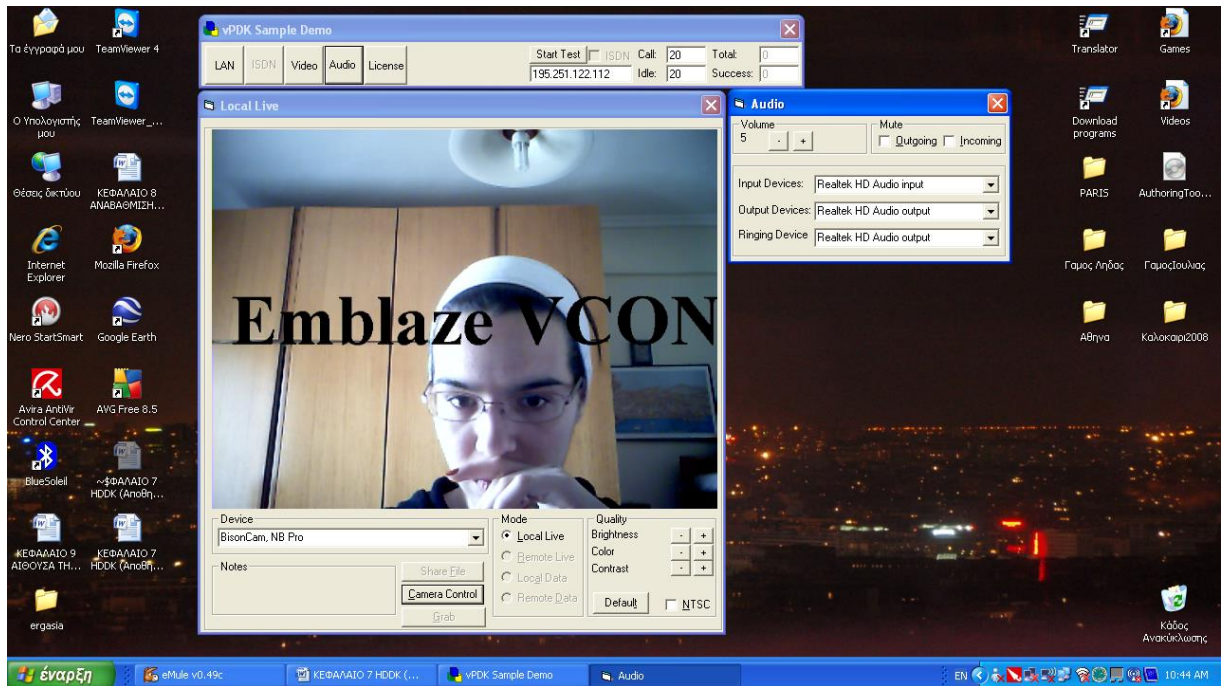 Τα έγγραφά μου
TeamViewer 4
Ο Υπολογιστής μου
TeamViewer_...
Θέσεις δικτύου
ΚΕΦΑΛΑΙΟ 8 ΑΝΑΒΑΘΜΙΣΗ...
Internet Explorer
Mozilla Firefox
Nero StartSmart
Google Earth
Avira AntiVir Control Center
AVG Free 8.5
BlueSoleil
~$ΦΑΛΑΙΟ 7 HDDK (Αποθη...
ΚΕΦΑΛΑΙΟ 9 ΑΙΘΟΥΣΑ ΤΗ...
ΚΕΦΑΛΑΙΟ 7 HDDK (Αποθη...
ergasia
vPDK Sample Demo
LAN ISDN Video Audio License
Start Test ISDN Call: 20 Total: 0
195.251.122.112 Idle: 20 Success: 0
Local Live
Emblaze VCON
Device
BisonCam, NB Pro
Notes
Share File
Camera Control
Grab
Mode
Local Live
Remote Live
Local Data
Remote Data
Quality
Brightness - +
Color - +
Contrast - +
Default NTSC
Audio
Volume
5 - +
Mute
Outgoing Incoming
Input Devices: Realtek HD Audio input
Output Devices: Realtek HD Audio output
Ringing Device Realtek HD Audio output
Translator
Games
Download programs
Videos
PARIS
AuthoringToo...
Γαμος Ληδας
ΓαμοςΙουλιας
Αθηνα
Καλοκαιρι2008
Κάδος Ανακύκλωσης
έναρξη
eMule v0.49c
ΚΕΦΑΛΑΙΟ 7 HDDK (...
vPDK Sample Demo
Audio
EN
10:44 AM